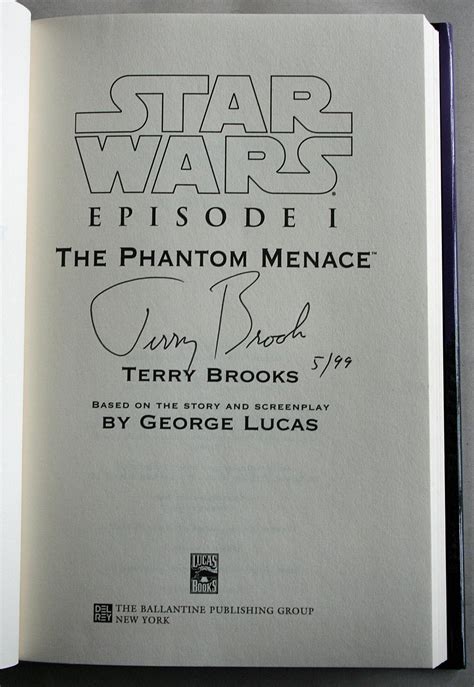 STAR
WARS®
EPISODE I
THE PHANTOM MENACE™
Terry Brooks
5/99
TERRY BROOKS
BASED ON THE STORY AND SCREENPLAY
BY GEORGE LUCAS
LUCAS
BOOKS
DEL
REY
THE BALLANTINE PUBLISHING GROUP
NEW YORK